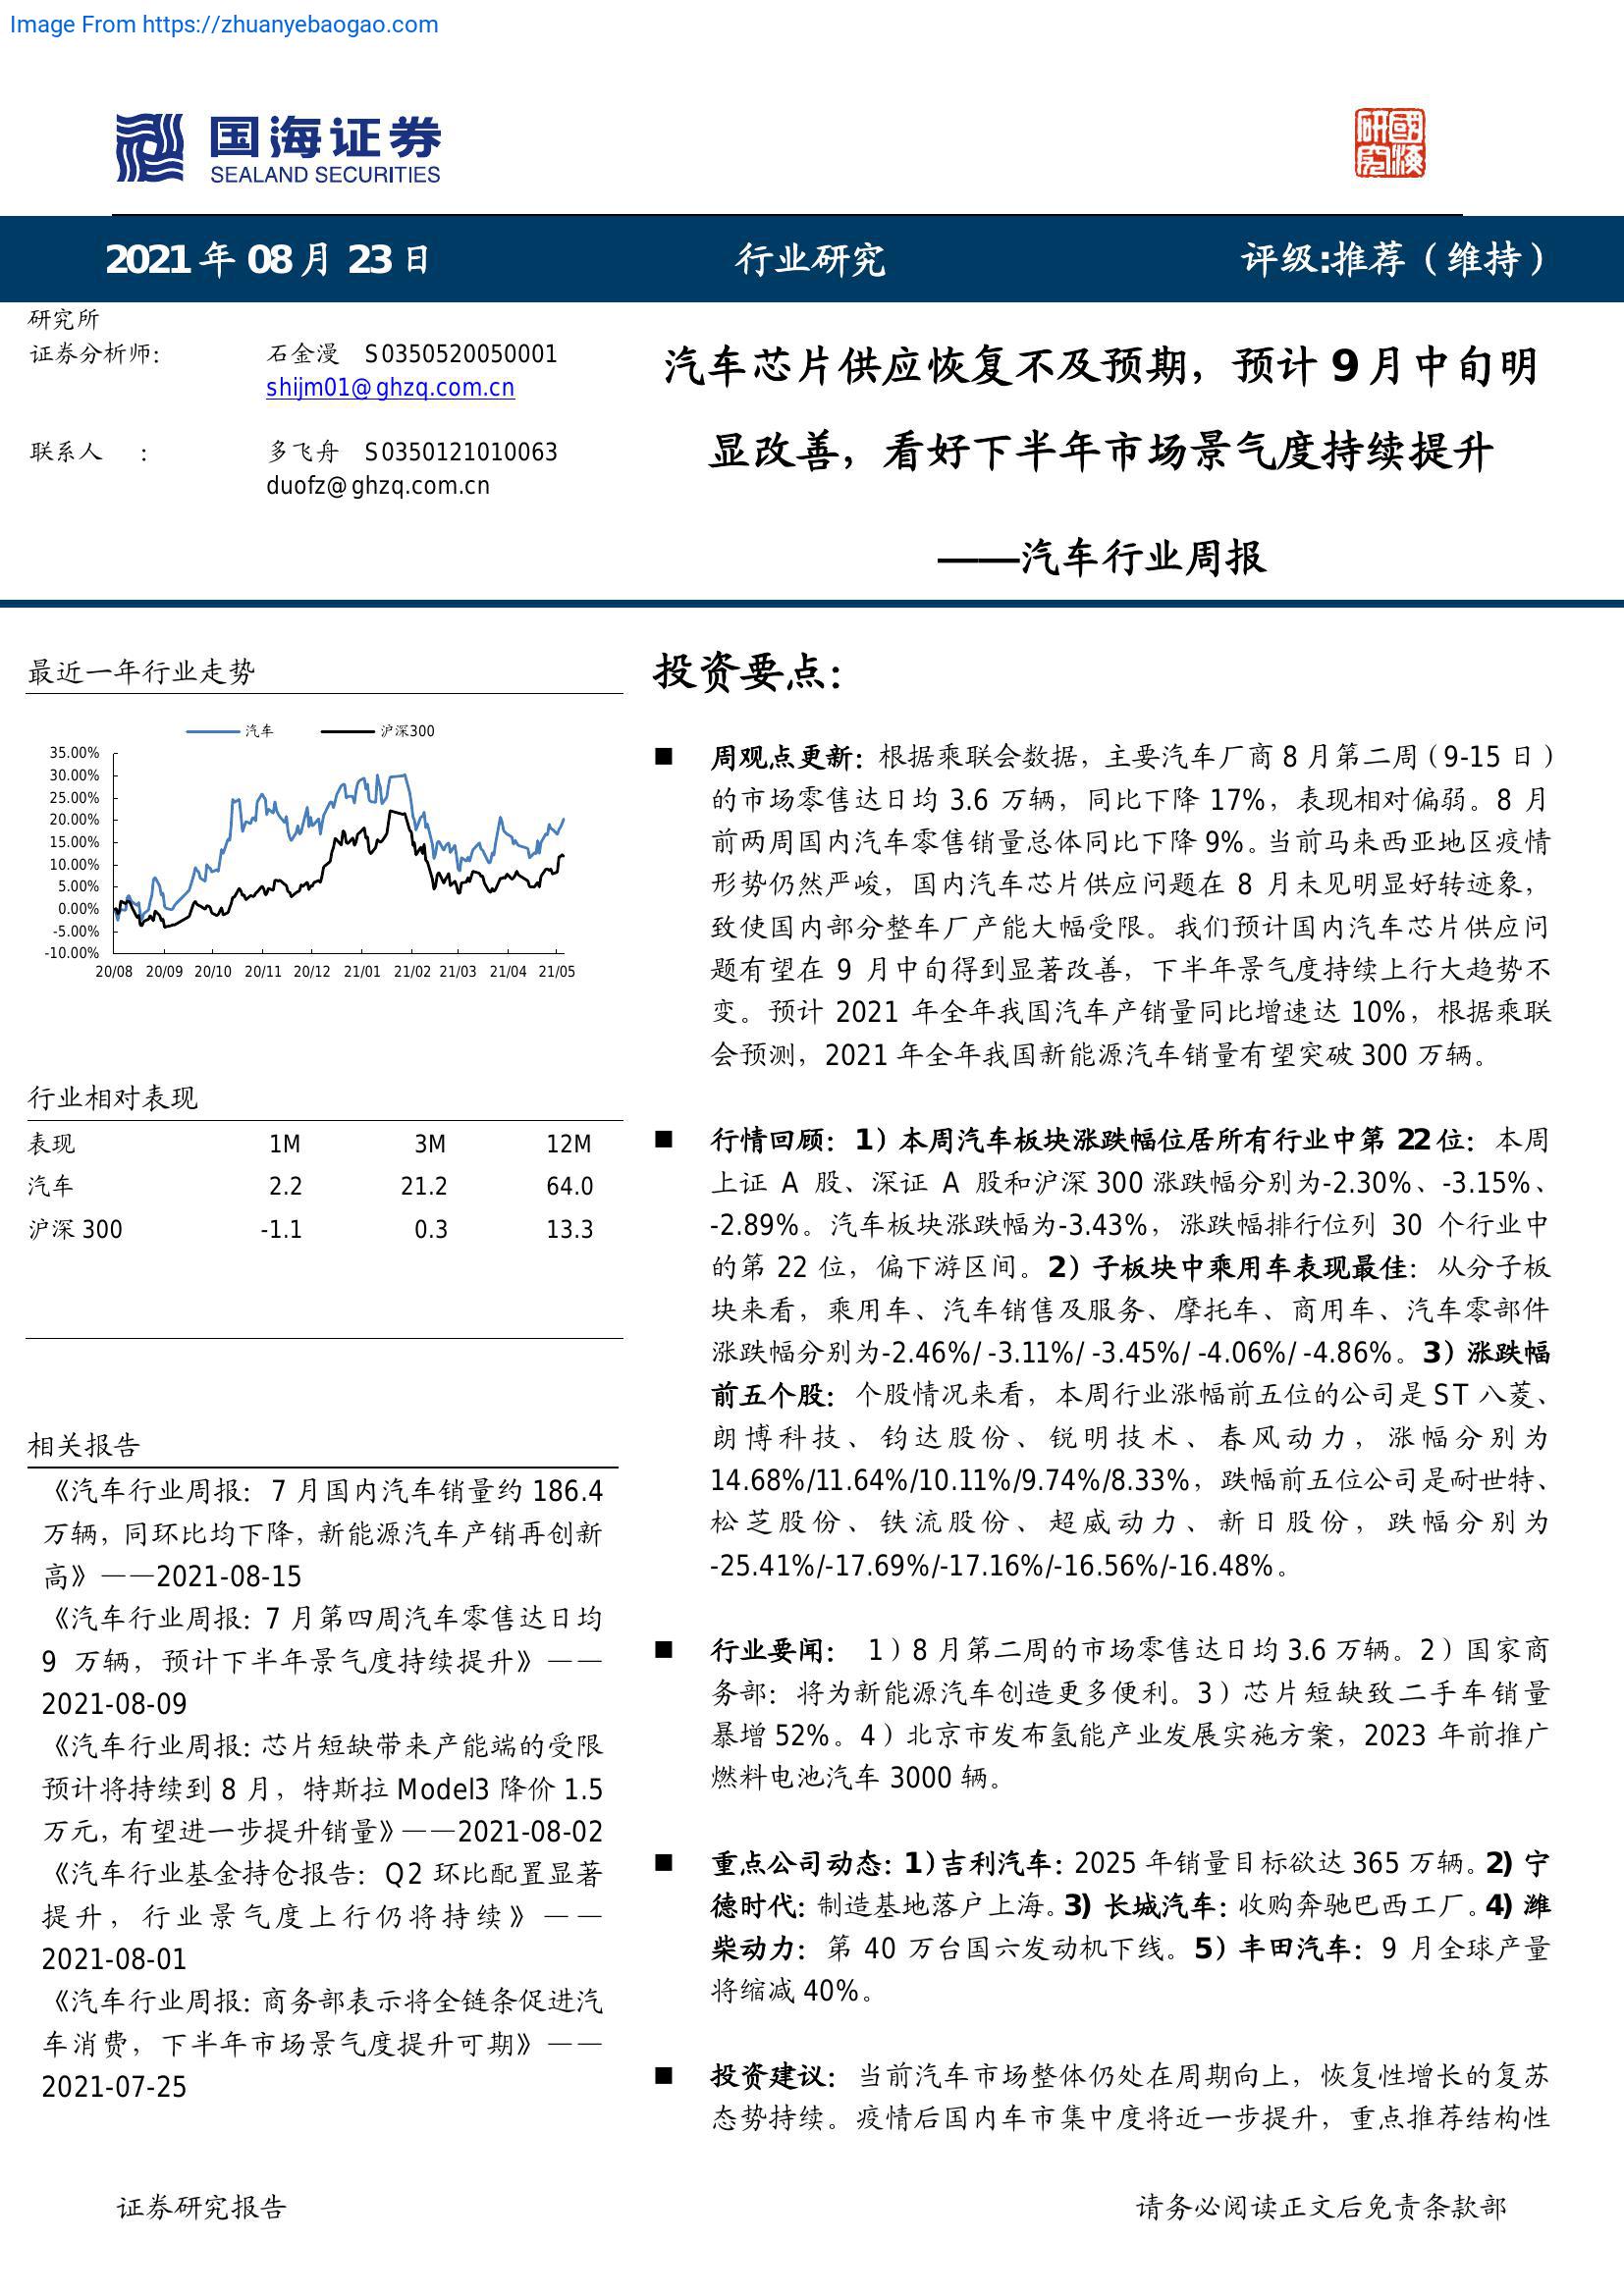 Image From https://zhuanyebaogao.com
国海证券
SEALAND SECURITIES
研究 國海
2021 年 08 月 23 日
行业研究
评级:推荐（维持）
研究所
证券分析师：
石金漫 S0350520050001
shijm01@ghzq.com.cn
联系人 ：
多飞舟 S0350121010063
duofz@ghzq.com.cn
汽车芯片供应恢复不及预期，预计 9 月中旬明
显改善，看好下半年市场景气度持续提升
——汽车行业周报
最近一年行业走势
汽车
沪深300
35.00%
30.00%
25.00%
20.00%
15.00%
10.00%
5.00%
0.00%
-5.00%
-10.00%
20/08 20/09 20/10 20/11 20/12 21/01 21/02 21/03 21/04 21/05
行业相对表现
表现 1M 3M 12M
汽车 2.2 21.2 64.0
沪深 300 -1.1 0.3 13.3
相关报告
《汽车行业周报：7 月国内汽车销量约 186.4
万辆，同环比均下降，新能源汽车产销再创新
高》——2021-08-15
《汽车行业周报：7 月第四周汽车零售达日均
9 万辆，预计下半年景气度持续提升》——
2021-08-09
《汽车行业周报：芯片短缺带来产能端的受限
预计将持续到 8 月，特斯拉 Model3 降价 1.5
万元，有望进一步提升销量》——2021-08-02
《汽车行业基金持仓报告：Q2 环比配置显著
提升，行业景气度上行仍将持续》——
2021-08-01
《汽车行业周报：商务部表示将全链条促进汽
车消费，下半年市场景气度提升可期》——
2021-07-25
投资要点：
■ 周观点更新：根据乘联会数据，主要汽车厂商 8 月第二周（9-15 日）
的市场零售达日均 3.6 万辆，同比下降 17%，表现相对偏弱。8 月
前两周国内汽车零售销量总体同比下降 9%。当前马来西亚地区疫情
形势仍然严峻，国内汽车芯片供应问题在 8 月未见明显好转迹象，
致使国内部分整车厂产能大幅受限。我们预计国内汽车芯片供应问
题有望在 9 月中旬得到显著改善，下半年景气度持续上行大趋势不
变。预计 2021 年全年我国汽车产销量同比增速达 10%，根据乘联
会预测，2021 年全年我国新能源汽车销量有望突破 300 万辆。
■ 行情回顾：1）本周汽车板块涨跌幅位居所有行业中第 22 位：本周
上证 A 股、深证 A 股和沪深 300 涨跌幅分别为-2.30%、-3.15%、
-2.89%。汽车板块涨跌幅为-3.43%，涨跌幅排行位列 30 个行业中
的第 22 位，偏下游区间。2）子板块中乘用车表现最佳：从分子板
块来看，乘用车、汽车销售及服务、摩托车、商用车、汽车零部件
涨跌幅分别为-2.46%/ -3.11%/ -3.45%/ -4.06%/ -4.86%。3）涨跌幅
前五个股：个股情况来看，本周行业涨幅前五位的公司是 ST 八菱、
朗博科技、钧达股份、锐明技术、春风动力，涨幅分别为
14.68%/11.64%/10.11%/9.74%/8.33%，跌幅前五位公司是耐世特、
松芝股份、铁流股份、超威动力、新日股份，跌幅分别为
-25.41%/-17.69%/-17.16%/-16.56%/-16.48%。
■ 行业要闻： 1）8 月第二周的市场零售达日均 3.6 万辆。2）国家商
务部：将为新能源汽车创造更多便利。3）芯片短缺致二手车销量
暴增 52%。4）北京市发布氢能产业发展实施方案，2023 年前推广
燃料电池汽车 3000 辆。
■ 重点公司动态：1)吉利汽车：2025 年销量目标欲达 365 万辆。2) 宁
德时代：制造基地落户上海。3) 长城汽车：收购奔驰巴西工厂。4) 潍
柴动力：第 40 万台国六发动机下线。5）丰田汽车：9 月全球产量
将缩减 40%。
■ 投资建议：当前汽车市场整体仍处在周期向上，恢复性增长的复苏
态势持续。疫情后国内车市集中度将近一步提升，重点推荐结构性
证券研究报告
请务必阅读正文后免责条款部